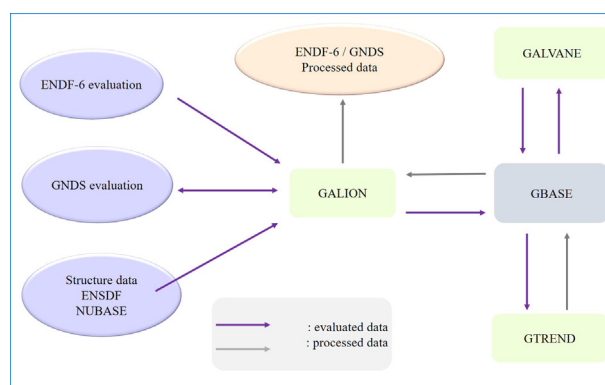 ENDF-6 / GNDS
Processed data
GALVANE
ENDF-6 evaluation
GNDS evaluation
GALION
GBASE
Structure data
ENSDF
NUBASE
: evaluated data
: processed data
GTREND